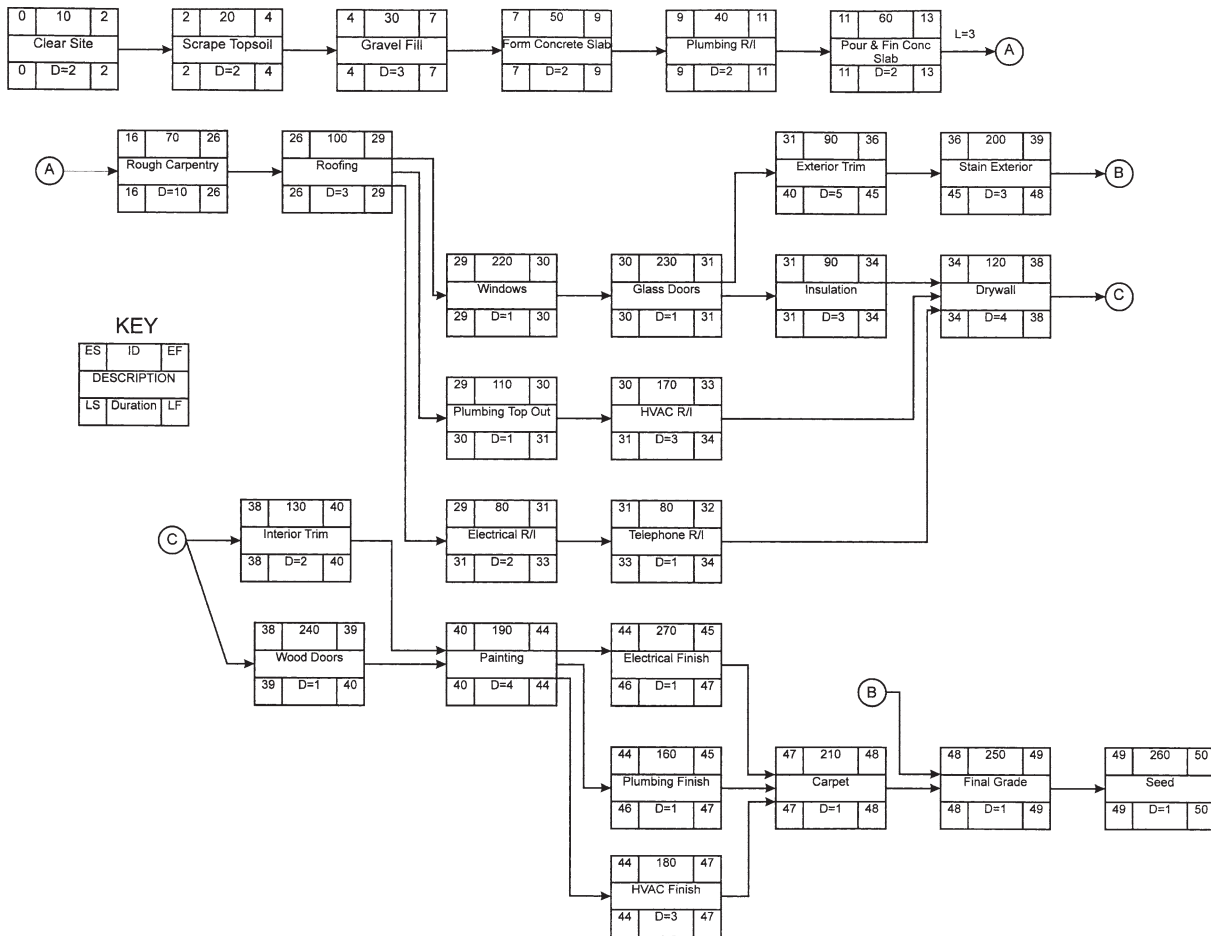 0 10 2
Clear Site
0 D=2 2
2 20 4
Scrape Topsoil
2 D=2 4
4 30 7
Gravel Fill
4 D=3 7
7 50 9
Form Concrete Slab
7 D=2 9
9 40 11
Plumbing R/I
9 D=2 11
11 60 13
Pour & Fin Conc
Slab
11 D=2 13
L=3
A
A
16 70 26
Rough Carpentry
16 D=10 26
26 100 29
Roofing
26 D=3 29
31 90 36
Exterior Trim
40 D=5 45
36 200 39
Stain Exterior
45 D=3 48
B
29 220 30
Windows
29 D=1 30
30 230 31
Glass Doors
30 D=1 31
31 90 34
Insulation
31 D=3 34
34 120 38
Drywall
34 D=4 38
C
KEY
ES ID EF
DESCRIPTION
LS Duration LF
29 110 30
Plumbing Top Out
30 D=1 31
30 170 33
HVAC R/I
31 D=3 34
C
38 130 40
Interior Trim
38 D=2 40
29 80 31
Electrical R/I
31 D=2 33
31 80 32
Telephone R/I
33 D=1 34
38 240 39
Wood Doors
39 D=1 40
40 190 44
Painting
40 D=4 44
44 270 45
Electrical Finish
46 D=1 47
B
44 160 45
Plumbing Finish
46 D=1 47
47 210 48
Carpet
47 D=1 48
48 250 49
Final Grade
48 D=1 49
49 260 50
Seed
49 D=1 50
44 180 47
HVAC Finish
44 D=3 47